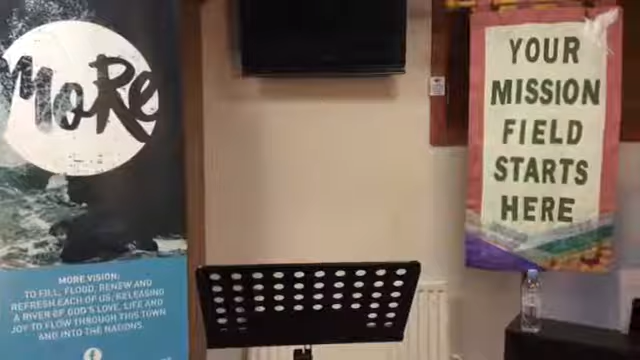 MoRe
MORE VISION:
TO FILL, FLOOD, RENEW AND
REFRESH EACH OF US, RELEASING
A RIVER OF GOD'S LOVE, LIFE AND
JOY TO FLOW THROUGH THIS TOWN
AND INTO THE NATIONS.
f
YOUR
MISSION
FIELD
STARTS
HERE